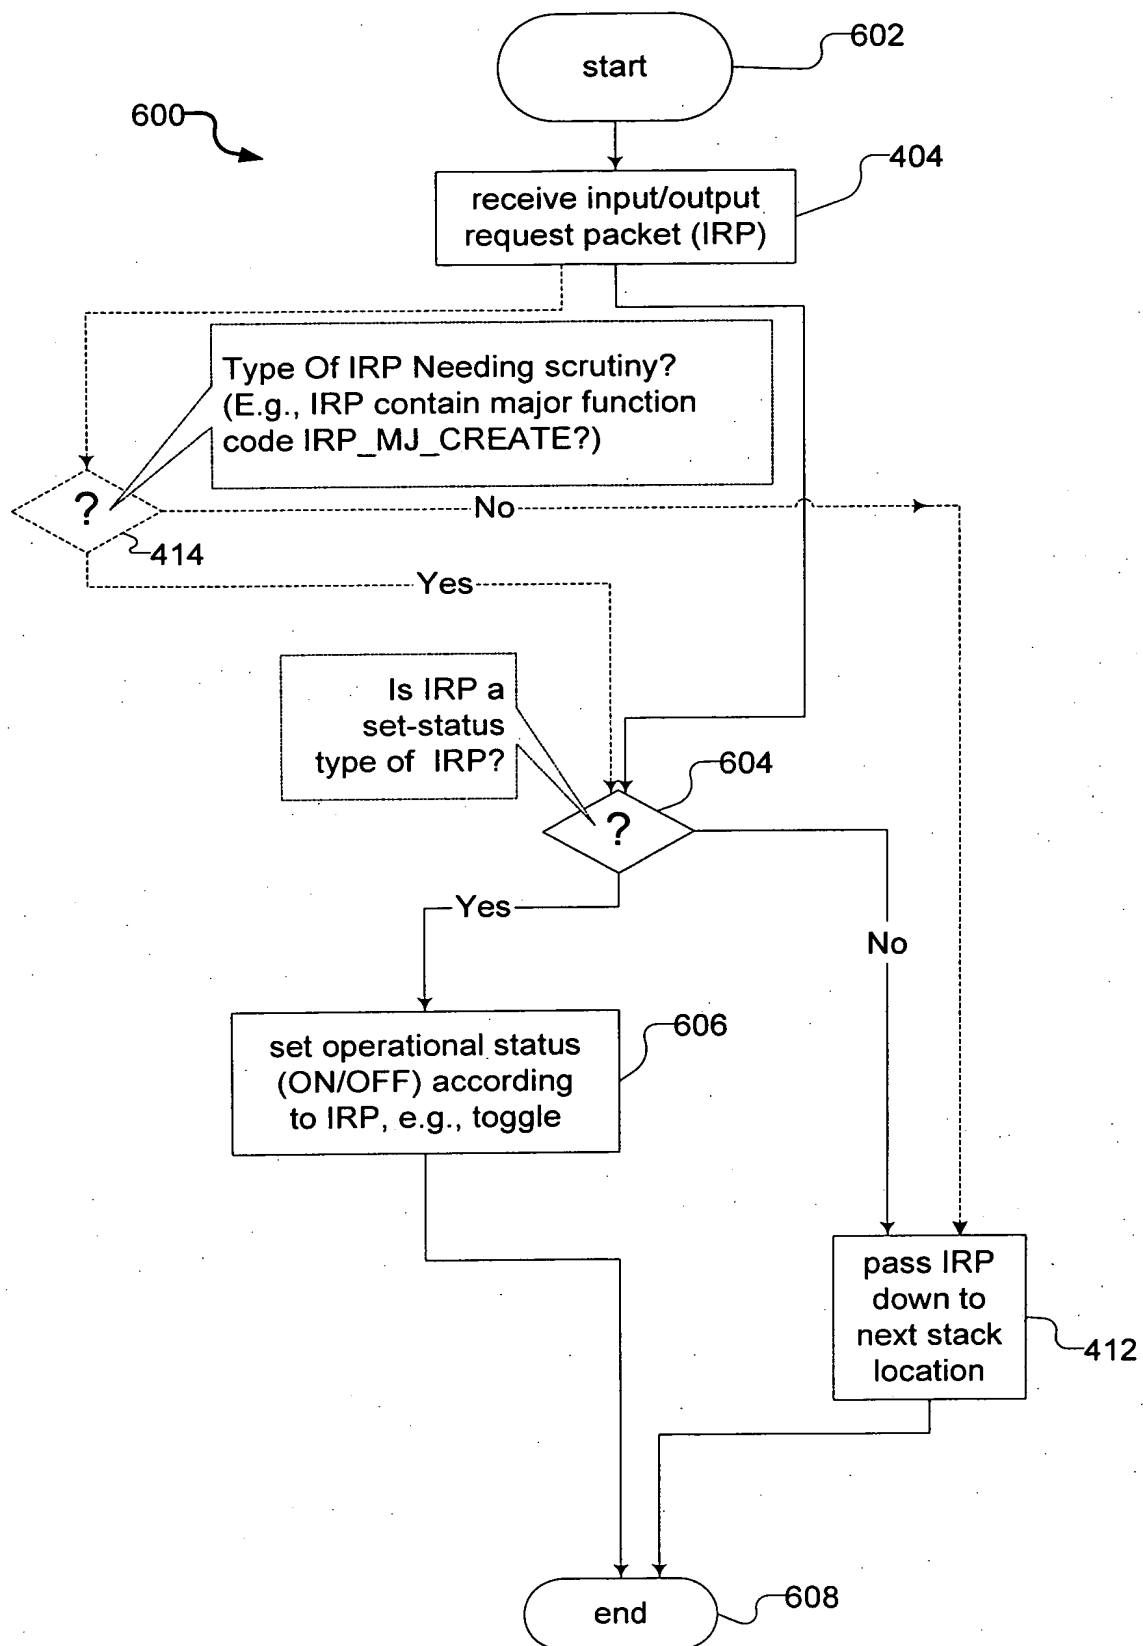 start
602
600
404
receive input/output
request packet (IRP)
Type Of IRP Needing scrutiny?
(E.g., IRP contain major function
code IRP_MJ_CREATE?)
?
No
414
Yes
Is IRP a
set-status
type of IRP?
604
?
Yes
No
606
set operational status
(ON/OFF) according
to IRP, e.g., toggle
pass IRP
down to
next stack
location
412
end
608